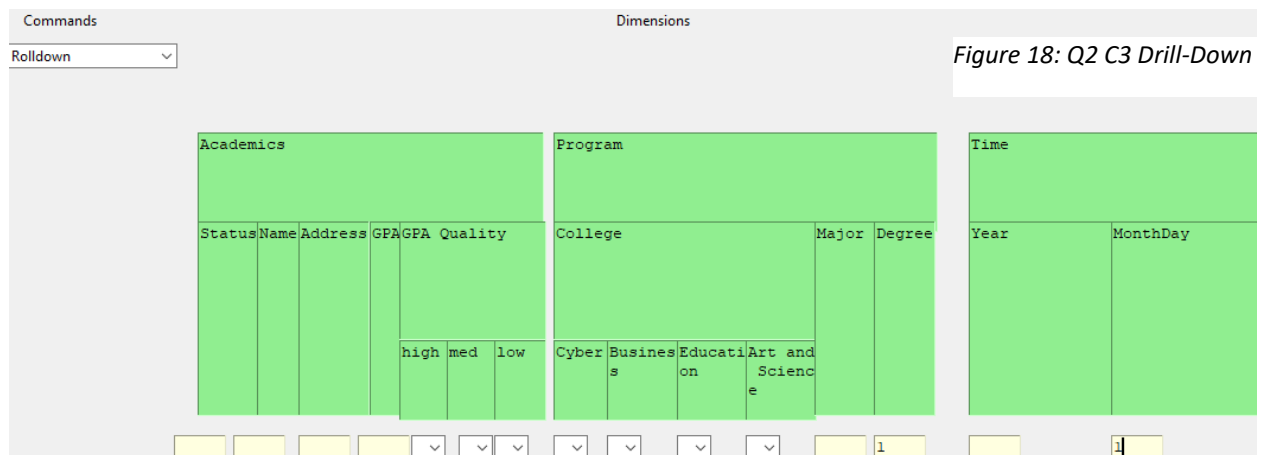 Commands Dimensions
Rolldown
Figure 18: Q2 C3 Drill-Down
Academics Program Time
Status Name Address GPA GPA Quality College Major Degree Year MonthDay
high med low Cyber Busines Educati Art and
s on Scienc
e
1 1